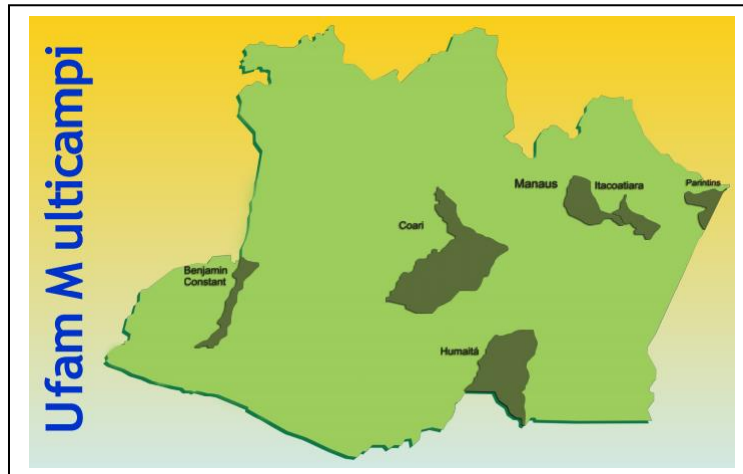 Ufam M ulticampi
Manaus
Itacoatiara
Parintins
Coari
Benjamin
Constant
Humaitá